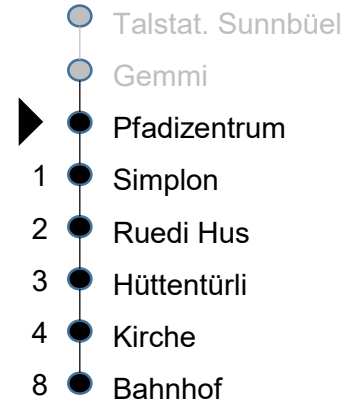 Talstat. Sunnbüel
Gemmi
Pfadizentrum
1 Simplon
2 Ruedi Hus
3 Hüttentürli
4 Kirche
8 Bahnhof